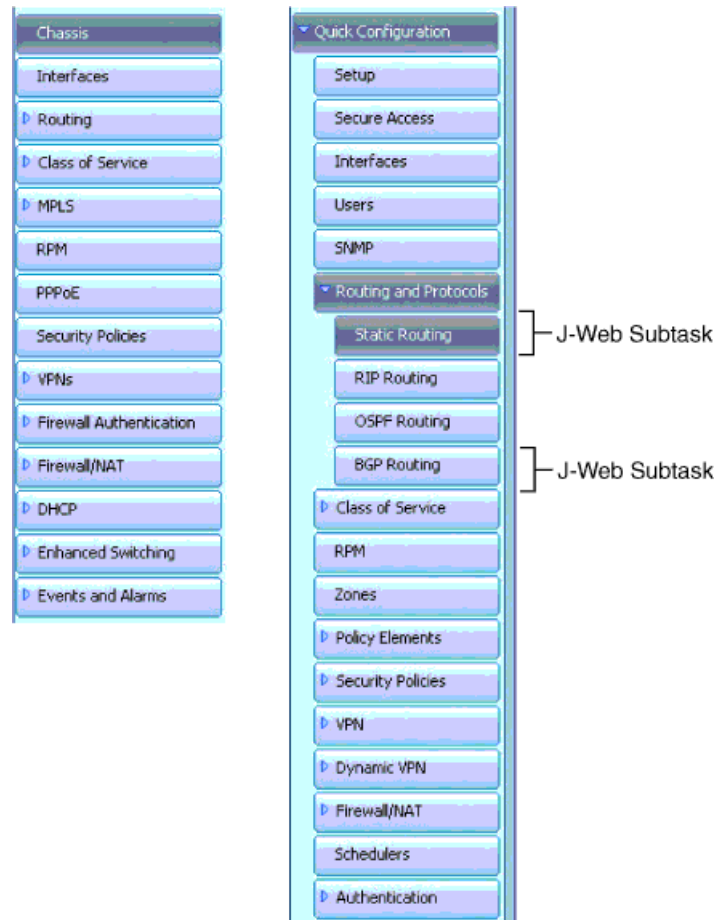 Chassis
Interfaces
Routing
Class of Service
MPLS
RPM
PPPoE
Security Policies
VPNs
Firewall Authentication
Firewall/NAT
DHCP
Enhanced Switching
Events and Alarms
Quick Configuration
Setup
Secure Access
Interfaces
Users
SNMP
Routing and Protocols
Static Routing
J-Web Subtask
RIP Routing
OSPF Routing
BGP Routing
J-Web Subtask
Class of Service
RPM
Zones
Policy Elements
Security Policies
VPN
Dynamic VPN
Firewall/NAT
Schedulers
Authentication